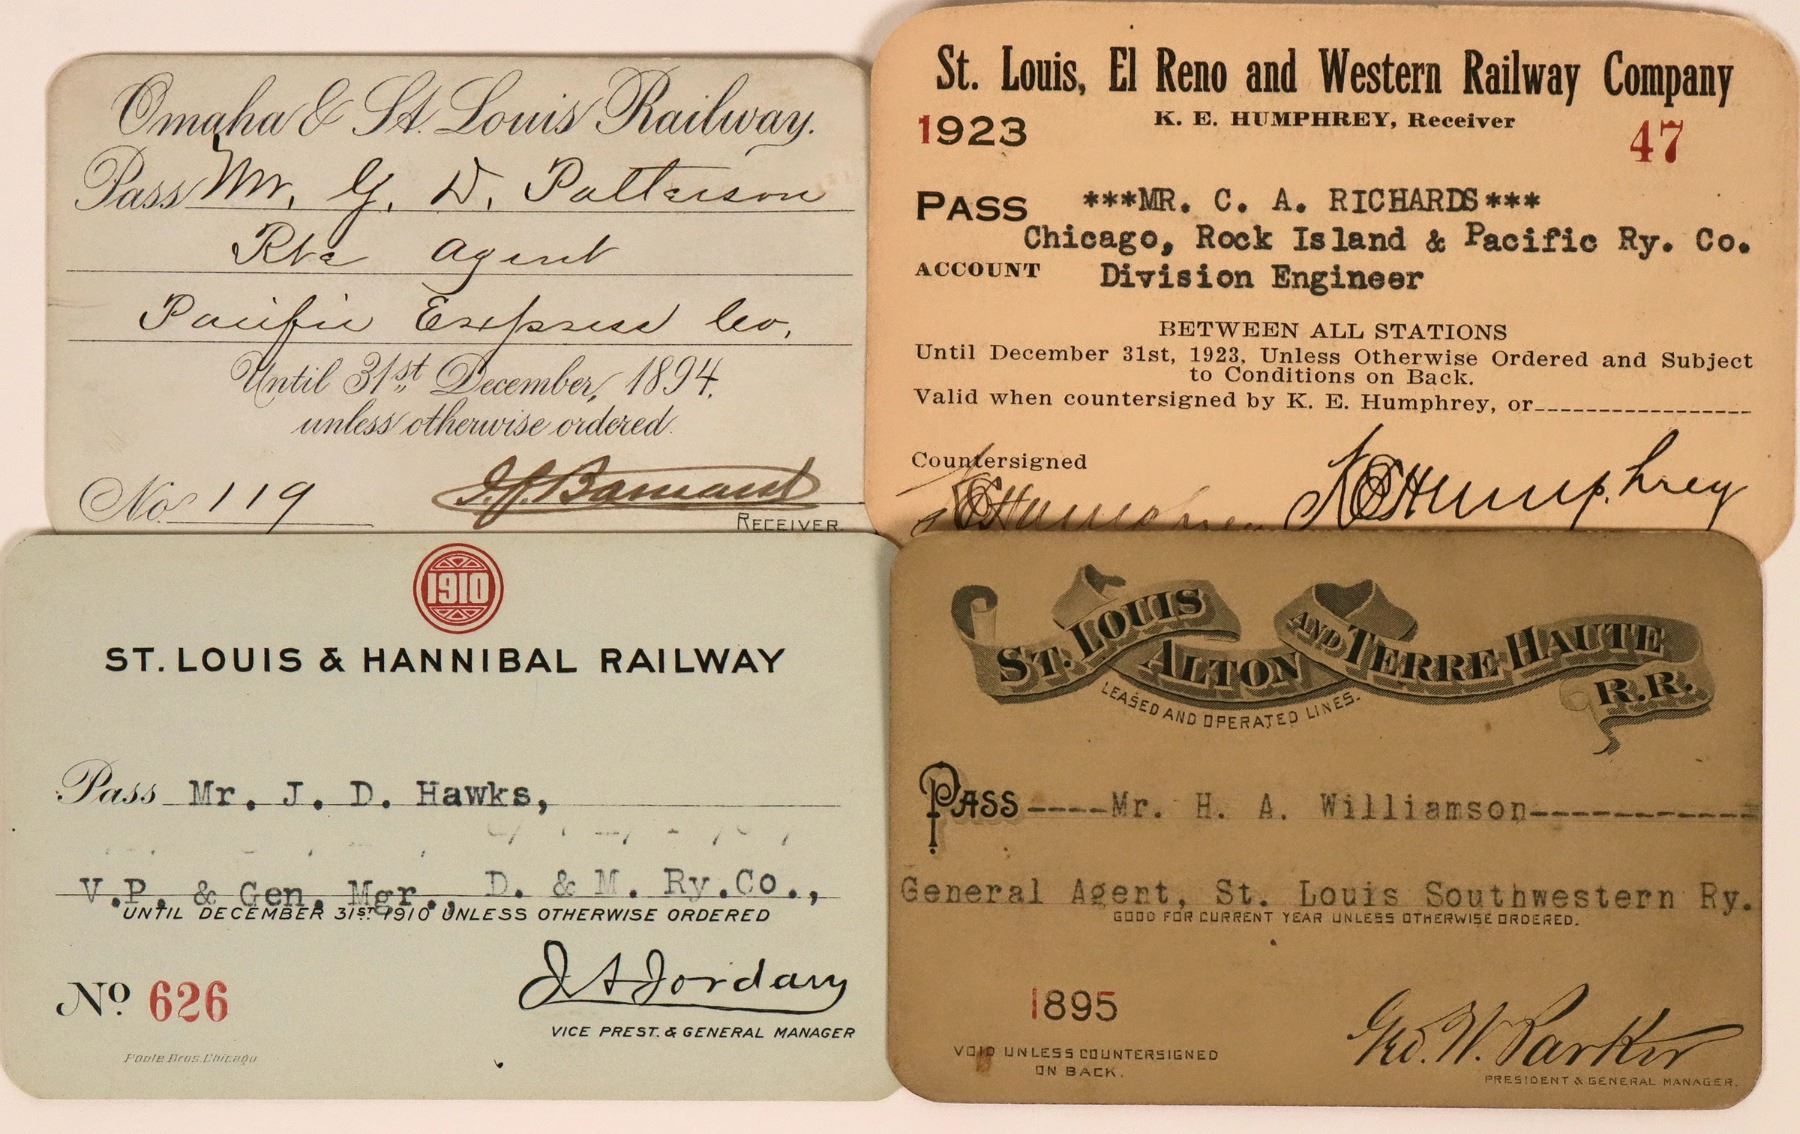 Omaha & St. Louis Railway.
Pass Mr. G. D. Patterson
Rte Agent
Pacific Express Co.
Until 31st December, 1894.
unless otherwise ordered.
No. 119
J. F. Barnard
RECEIVER.
St. Louis, El Reno and Western Railway Company
K. E. HUMPHREY, Receiver
1923
47
PASS ***MR. C. A. RICHARDS***
Chicago, Rock Island & Pacific Ry. Co.
ACCOUNT Division Engineer
BETWEEN ALL STATIONS
Until December 31st, 1923, Unless Otherwise Ordered and Subject
to Conditions on Back.
Valid when countersigned by K. E. Humphrey, or
Countersigned
KEHumphrey KEHumphrey
1910
ST. LOUIS & HANNIBAL RAILWAY
Pass Mr. J. D. Hawks,
V.P. & Gen. Mgr., D. & M. Ry.Co.,
UNTIL DECEMBER 31ST 1910 UNLESS OTHERWISE ORDERED
No. 626
J A Jordan
VICE PREST. & GENERAL MANAGER
Poole Bros. Chicago
ST. LOUIS ALTON AND TERRE HAUTE R.R.
LEASED AND OPERATED LINES.
PASS----Mr. H. A. Williamson------------
General Agent, St. Louis Southwestern Ry.
GOOD FOR CURRENT YEAR UNLESS OTHERWISE ORDERED.
1895
VOID UNLESS COUNTERSIGNED
ON BACK.
Geo. W. Parker
PRESIDENT & GENERAL MANAGER.